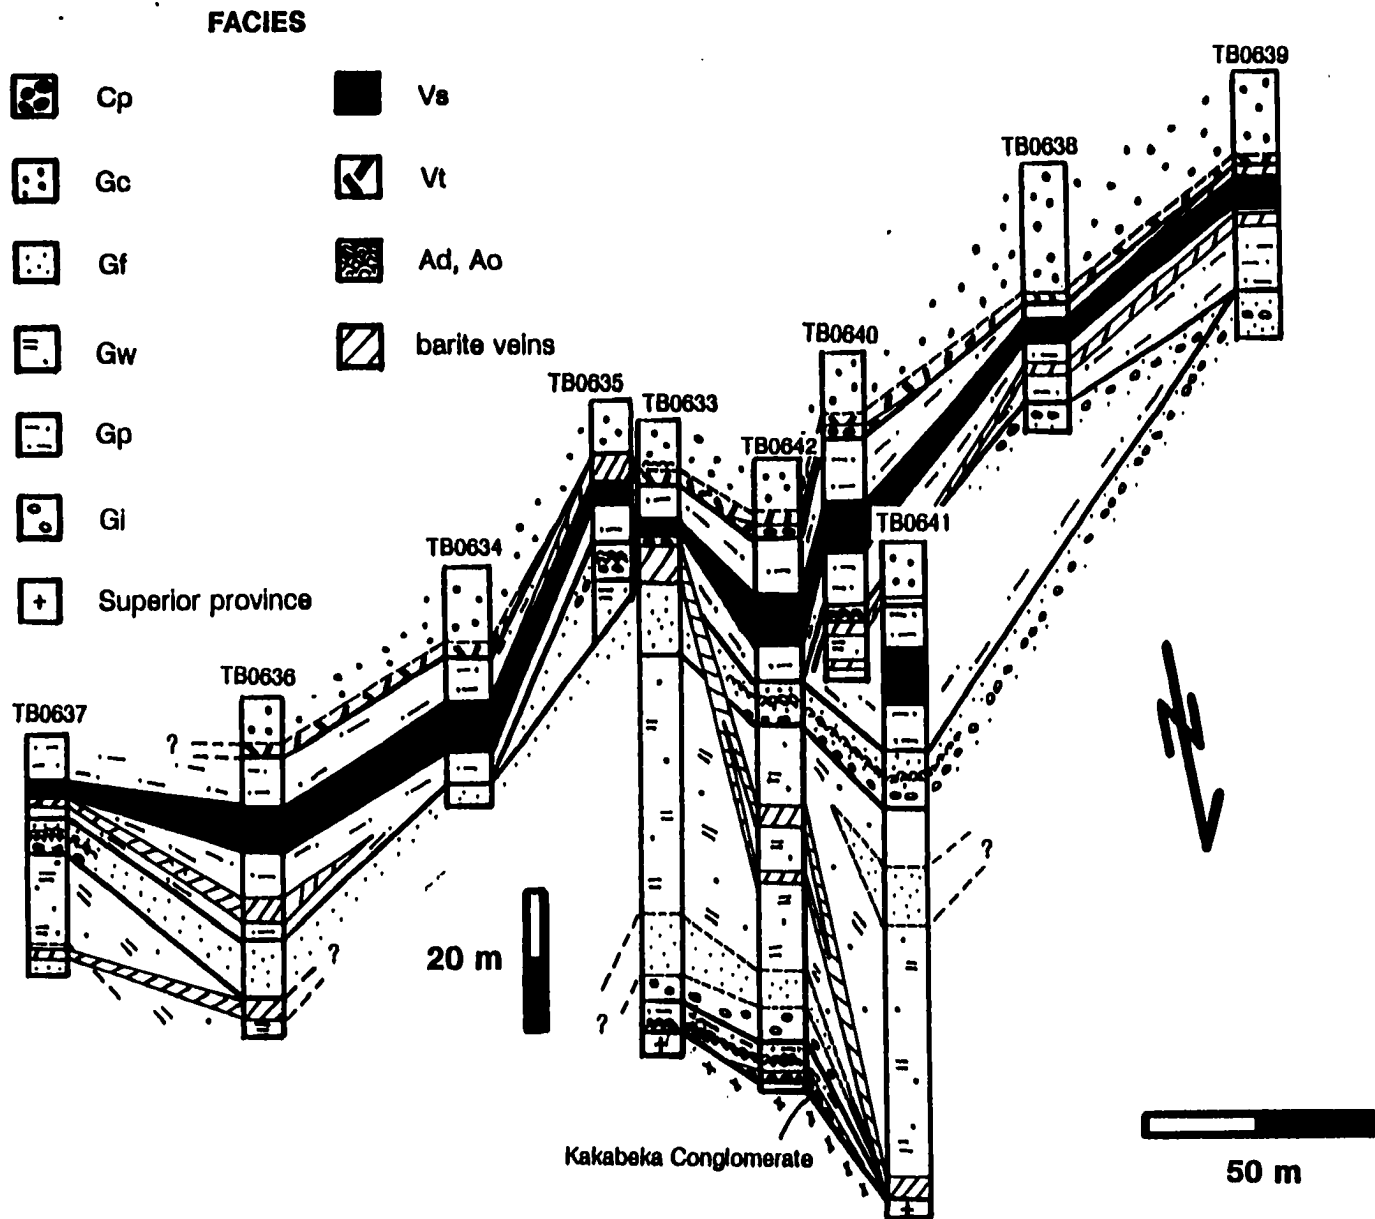 FACIES
Cp
Gc
Gf
Gw
Gp
Gi
Superior province
Vs
Vt
Ad, Ao
barite veins
TB0639
TB0638
TB0640
TB0635
TB0633
TB0642
TB0641
TB0634
TB0636
TB0637
?
?
?
?
N
20 m
50 m
Kakabeka Conglomerate